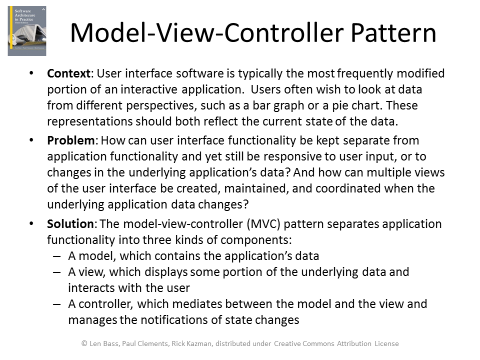 Model-View-Controller Pattern
• Context: User interface software is typically the most frequently modified
portion of an interactive application.  Users often wish to look at data
from different perspectives, such as a bar graph or a pie chart. These
representations should both reflect the current state of the data.
• Problem: How can user interface functionality be kept separate from
application functionality and yet still be responsive to user input, or to
changes in the underlying application's data? And how can multiple views
of the user interface be created, maintained, and coordinated when the
underlying application data changes?
• Solution: The model-view-controller (MVC) pattern separates application
functionality into three kinds of components:
– A model, which contains the application's data
– A view, which displays some portion of the underlying data and
interacts with the user
– A controller, which mediates between the model and the view and
manages the notifications of state changes
© Len Bass, Paul Clements, Rick Kazman, distributed under Creative Commons Attribution License